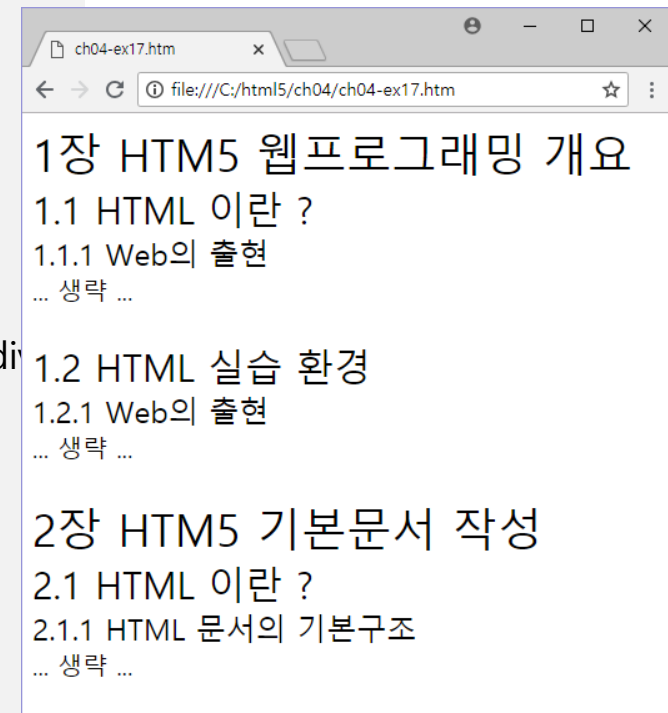 ch04-ex17.htm
file:///C:/html5/ch04/ch04-ex17.htm
1장 HTM5 웹프로그래밍 개요
1.1 HTML 이란 ?
1.1.1 Web의 출현
... 생략 ...
di
1.2 HTML 실습 환경
1.2.1 Web의 출현
... 생략 ...
2장 HTM5 기본문서 작성
2.1 HTML 이란 ?
2.1.1 HTML 문서의 기본구조
... 생략 ...